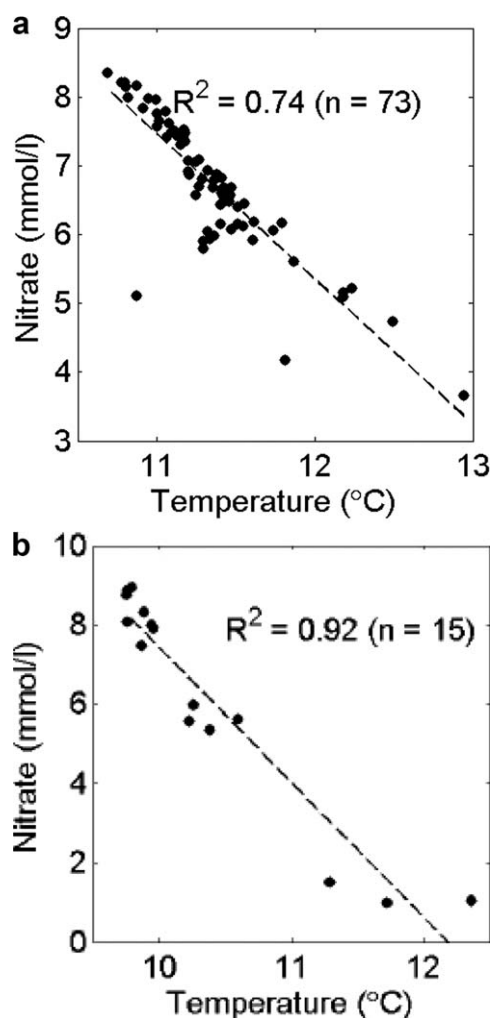 a
9
8
7
6
5
4
3
Nitrate (mmol/l)
R² = 0.74 (n = 73)
11
12
13
Temperature (°C)
b
10
8
6
4
2
0
Nitrate (mmol/l)
R² = 0.92 (n = 15)
10
11
12
Temperature (°C)